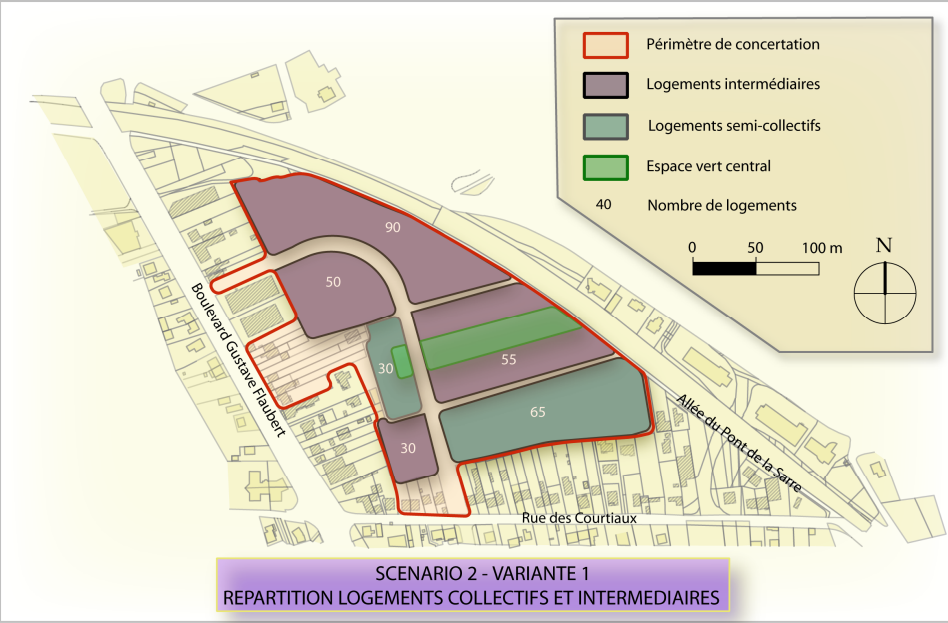 Périmètre de concertation
Logements intermédiaires
Logements semi-collectifs
Espace vert central
40 Nombre de logements
0 50 100 m
N
90
50
30
55
65
30
Boulevard Gustave Flaubert
Allée du Pont de la Sarre
Rue des Courtiaux
SCENARIO 2 - VARIANTE 1
REPARTITION LOGEMENTS COLLECTIFS ET INTERMEDIAIRES